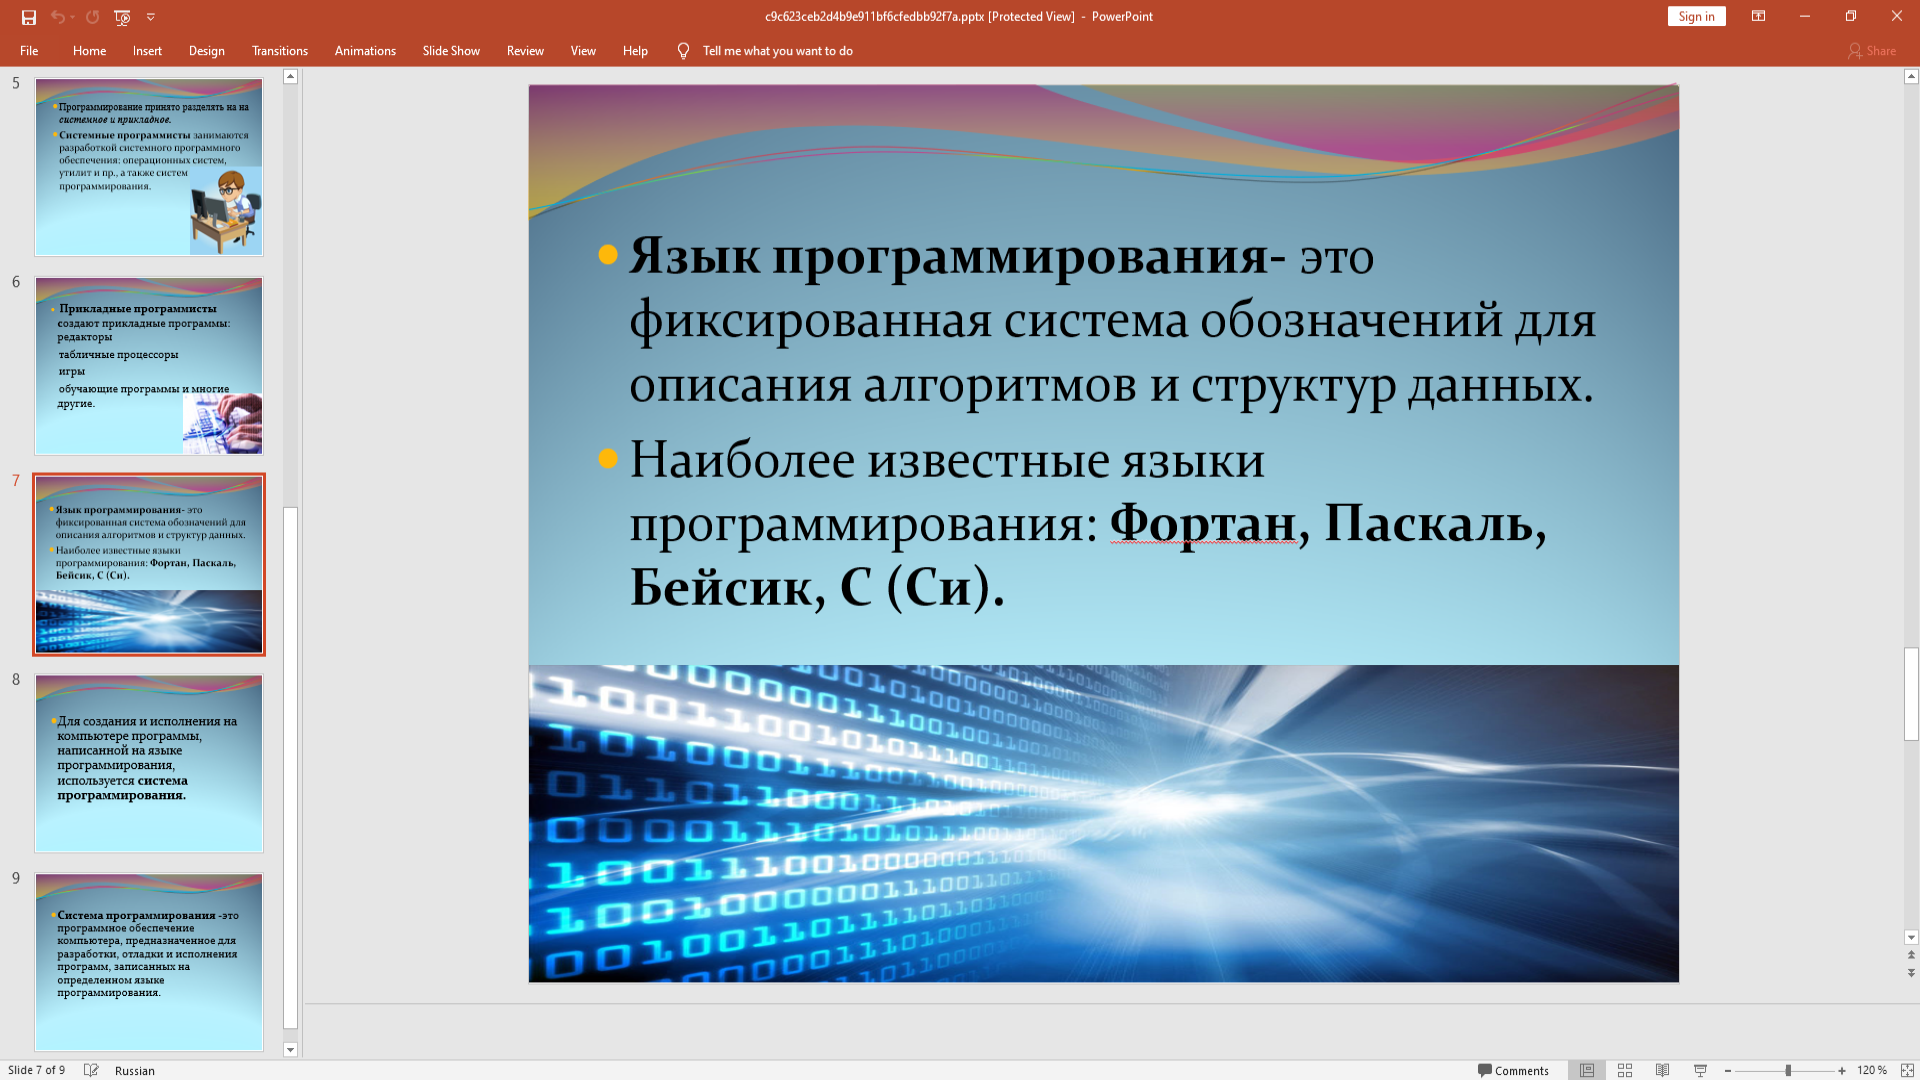 c9c623ceb2d4b9e911bf6cfedbb92f7a.pptx [Protected View] - PowerPoint
Sign in
File Home Insert Design Transitions Animations Slide Show Review View Help Tell me what you want to do Share
5
Программирование принято разделять на на
системное и прикладное.
Системные программисты занимаются
разработкой системного программного
обеспечения: операционных систем,
утилит и пр., а также систем
программирования.
6
Прикладные программисты
создают прикладные программы:
редакторы
табличные процессоры
игры
обучающие программы и многие
другие.
7
Язык программирования- это
фиксированная система обозначений для
описания алгоритмов и структур данных.
Наиболее известные языки
программирования: Фортан, Паскаль,
Бейсик, С (Си).
8
Для создания и исполнения на
компьютере программы,
написанной на языке
программирования,
используется система
программирования.
9
Система программирования -это
программное обеспечение
компьютера, предназначенное для
разработки, отладки и исполнения
программ, записанных на
определенном языке
программирования.
Язык программирования- это
фиксированная система обозначений для
описания алгоритмов и структур данных.
Наиболее известные языки
программирования: Фортан, Паскаль,
Бейсик, С (Си).
Slide 7 of 9 Russian Comments 120 %